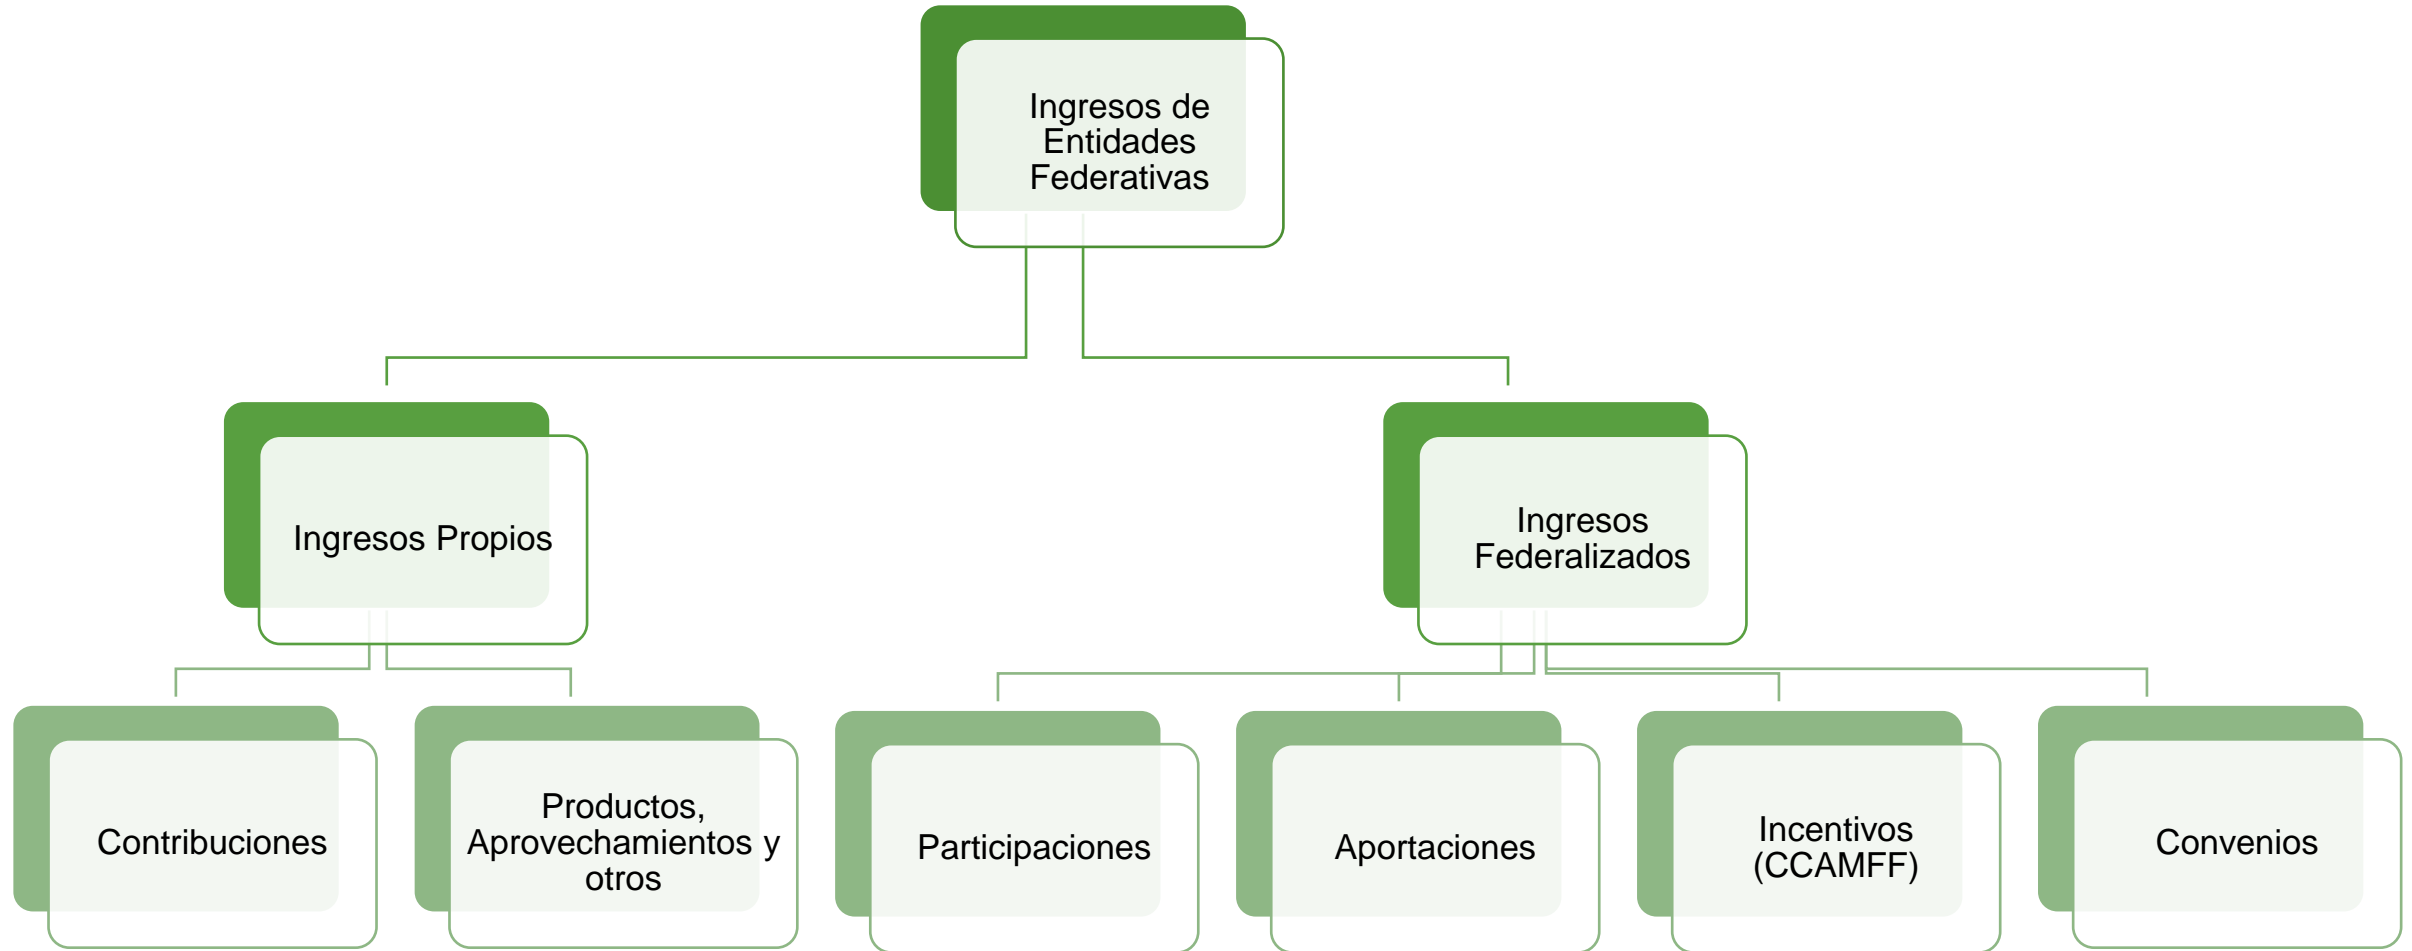 Ingresos de
Entidades
Federativas
Ingresos Propios
Ingresos
Federalizados
Contribuciones
Productos,
Aprovechamientos y
otros
Participaciones
Aportaciones
Incentivos
(CCAMFF)
Convenios